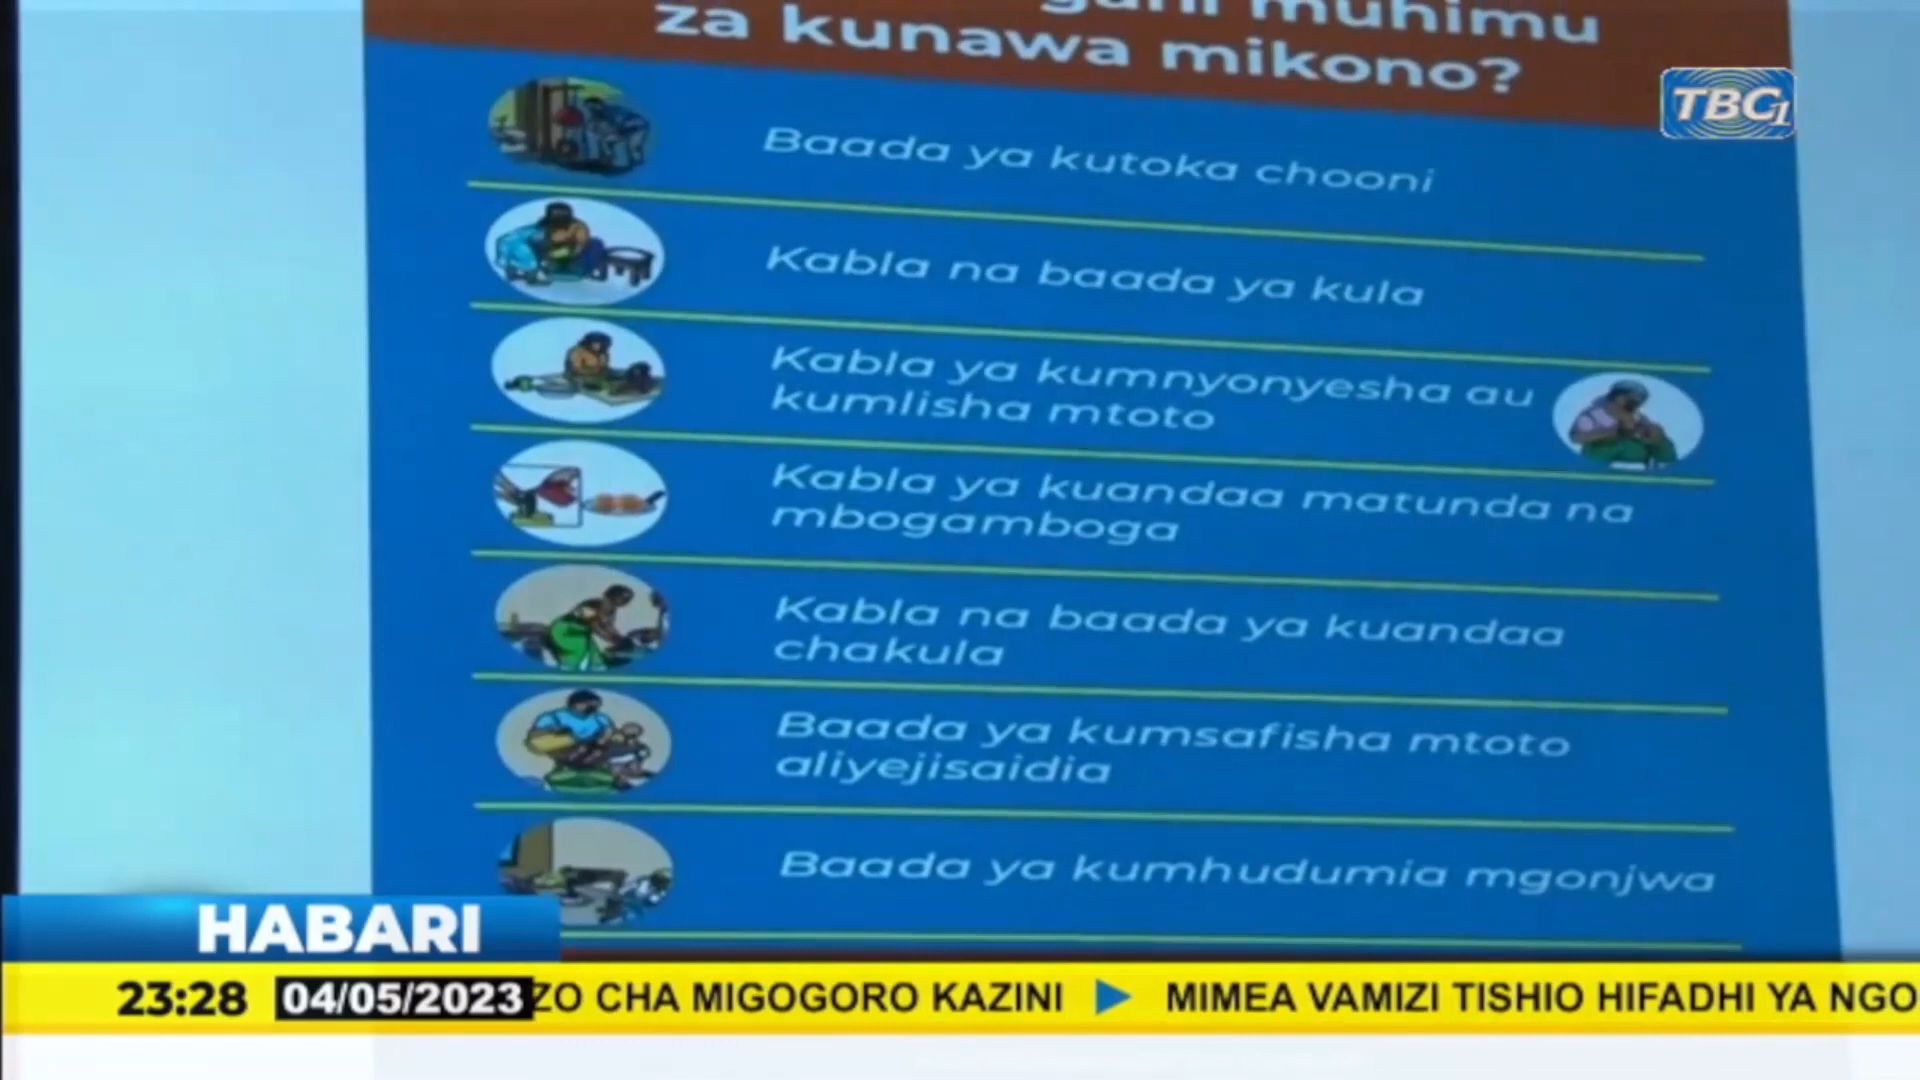 muhimu
za kunawa mikono?
TBC1
Baada ya kutoka chooni
Kabla na baada ya kula
Kabla ya kumnyonyesha au
kumlisha mtoto
Kabla ya kuandaa matunda na
mbogamboga
Kabla na baada ya kuandaa
chakula
Baada ya kumsafisha mtoto
aliyejisaidia
Baada ya kumhudumia mgonjwa
HABARI
23:28 04/05/2023 ZO CHA MIGOGORO KAZINI MIMEA VAMIZI TISHIO HIFADHI YA NGO